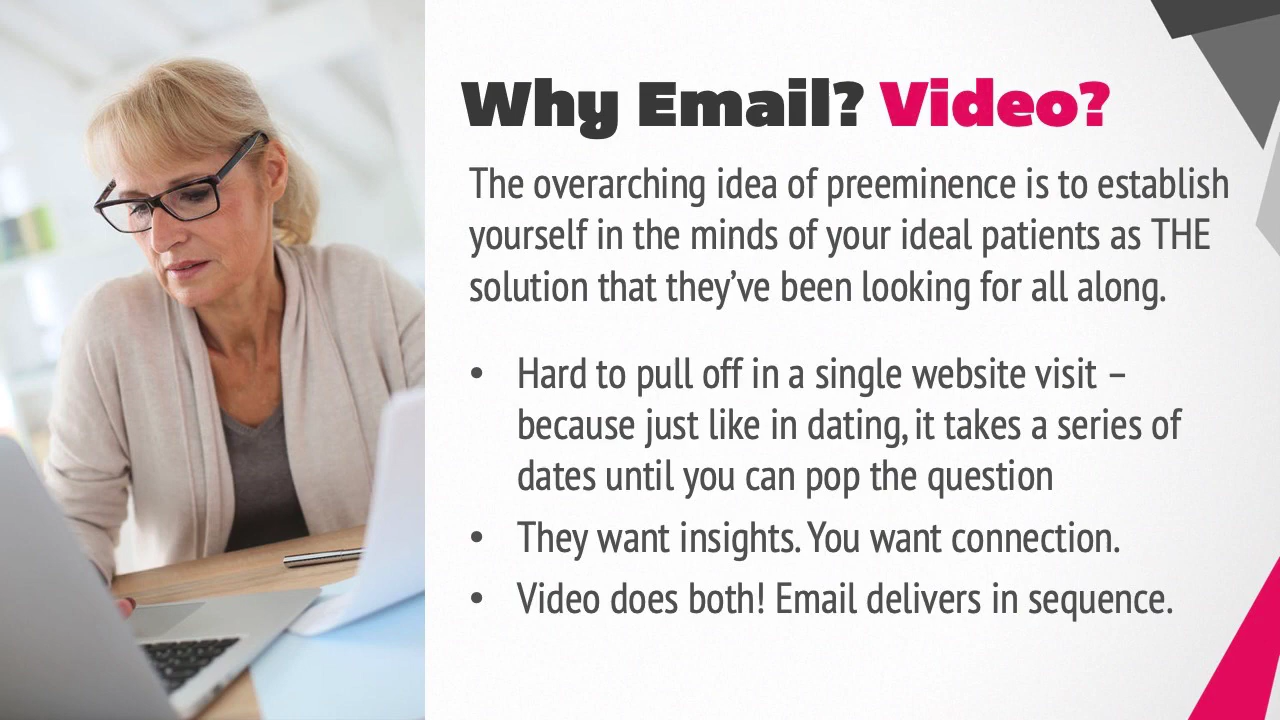 Why Email? Video?
The overarching idea of preeminence is to establish
yourself in the minds of your ideal patients as THE
solution that they’ve been looking for all along.
• Hard to pull off in a single website visit –
because just like in dating, it takes a series of
dates until you can pop the question
• They want insights. You want connection.
• Video does both! Email delivers in sequence.